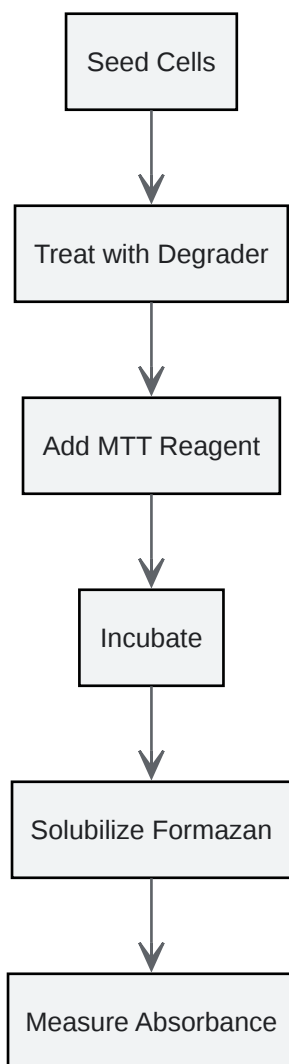 Seed Cells
Treat with Degrader
Add MTT Reagent
Incubate
Solubilize Formazan
Measure Absorbance